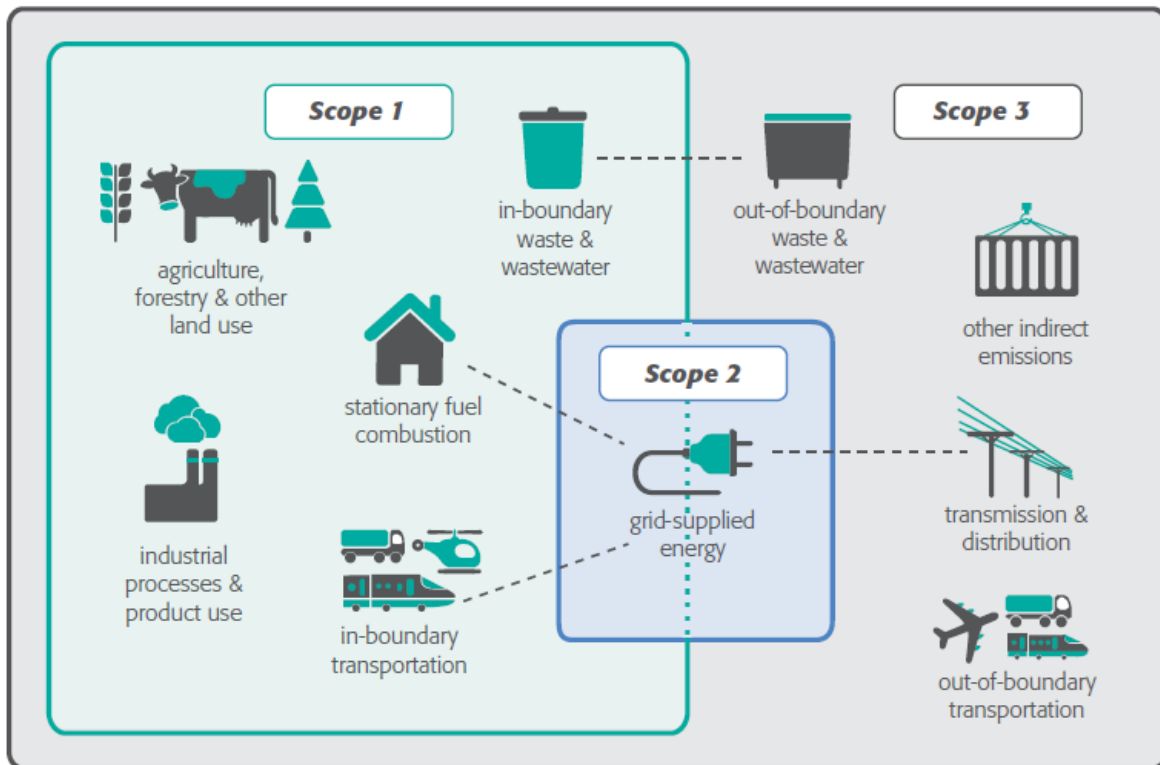 Scope 1
Scope 3
in-boundary
waste &
wastewater
out-of-boundary
waste &
wastewater
agriculture,
forestry & other
land use
other indirect
emissions
Scope 2
stationary fuel
combustion
grid-supplied
energy
transmission &
distribution
industrial
processes &
product use
in-boundary
transportation
out-of-boundary
transportation